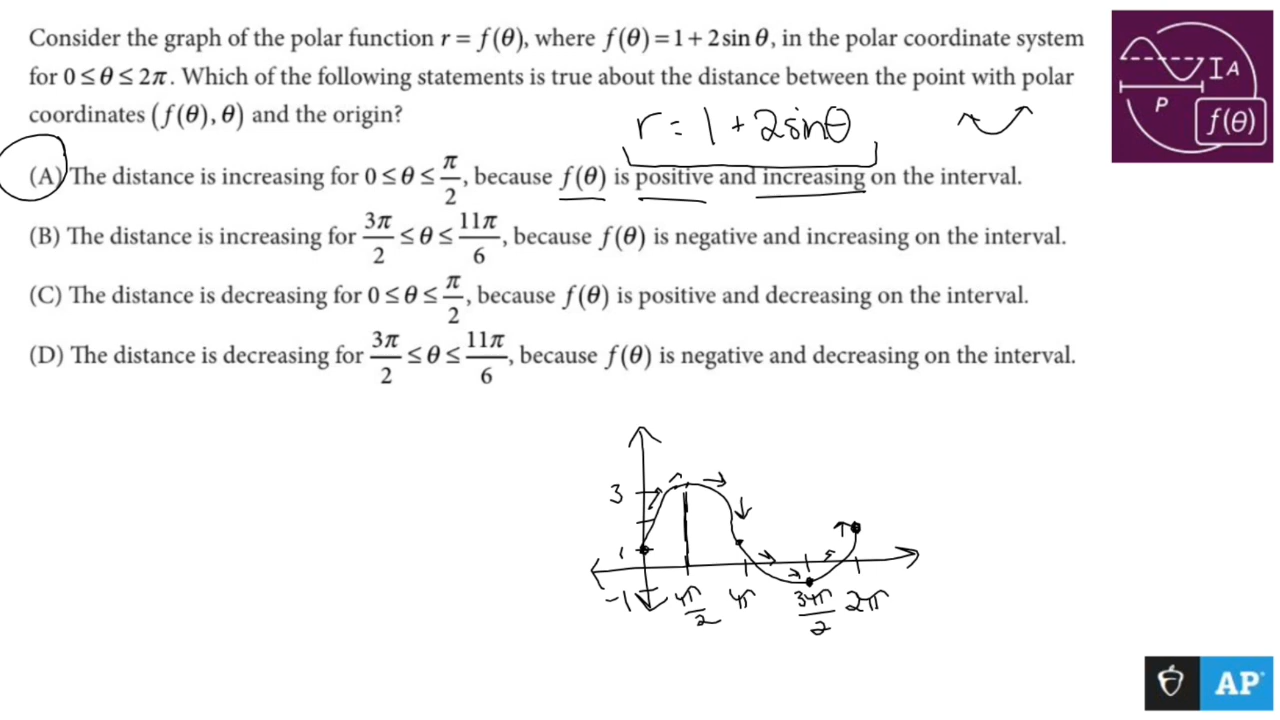 Consider the graph of the polar function r = f(θ), where f(θ) = 1 + 2 sin θ, in the polar coordinate system
for 0 ≤ θ ≤ 2π. Which of the following statements is true about the distance between the point with polar
coordinates (f(θ), θ) and the origin?
r = 1 + 2sinθ
(A) The distance is increasing for 0 ≤ θ ≤ π/2, because f(θ) is positive and increasing on the interval.
(B) The distance is increasing for 3π/2 ≤ θ ≤ 11π/6, because f(θ) is negative and increasing on the interval.
(C) The distance is decreasing for 0 ≤ θ ≤ π/2, because f(θ) is positive and decreasing on the interval.
(D) The distance is decreasing for 3π/2 ≤ θ ≤ 11π/6, because f(θ) is negative and decreasing on the interval.
A
P
f(θ)
3
1
-1
π/2
π
3π/2
2π
AP